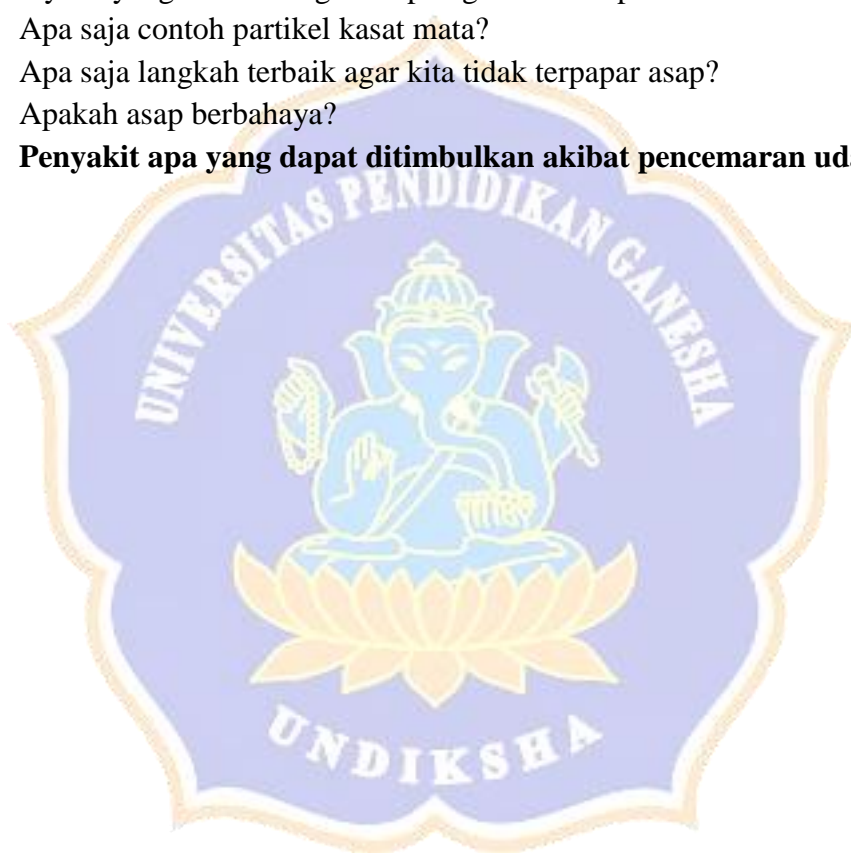 Apa saja contoh partikel kasat mata?
Apa saja langkah terbaik agar kita tidak terpapar asap?
Apakah asap berbahaya?
Penyakit apa yang dapat ditimbulkan akibat pencemaran
UNIVERSITAS PENDIDIKAN GANESHA
UNDIKSHA